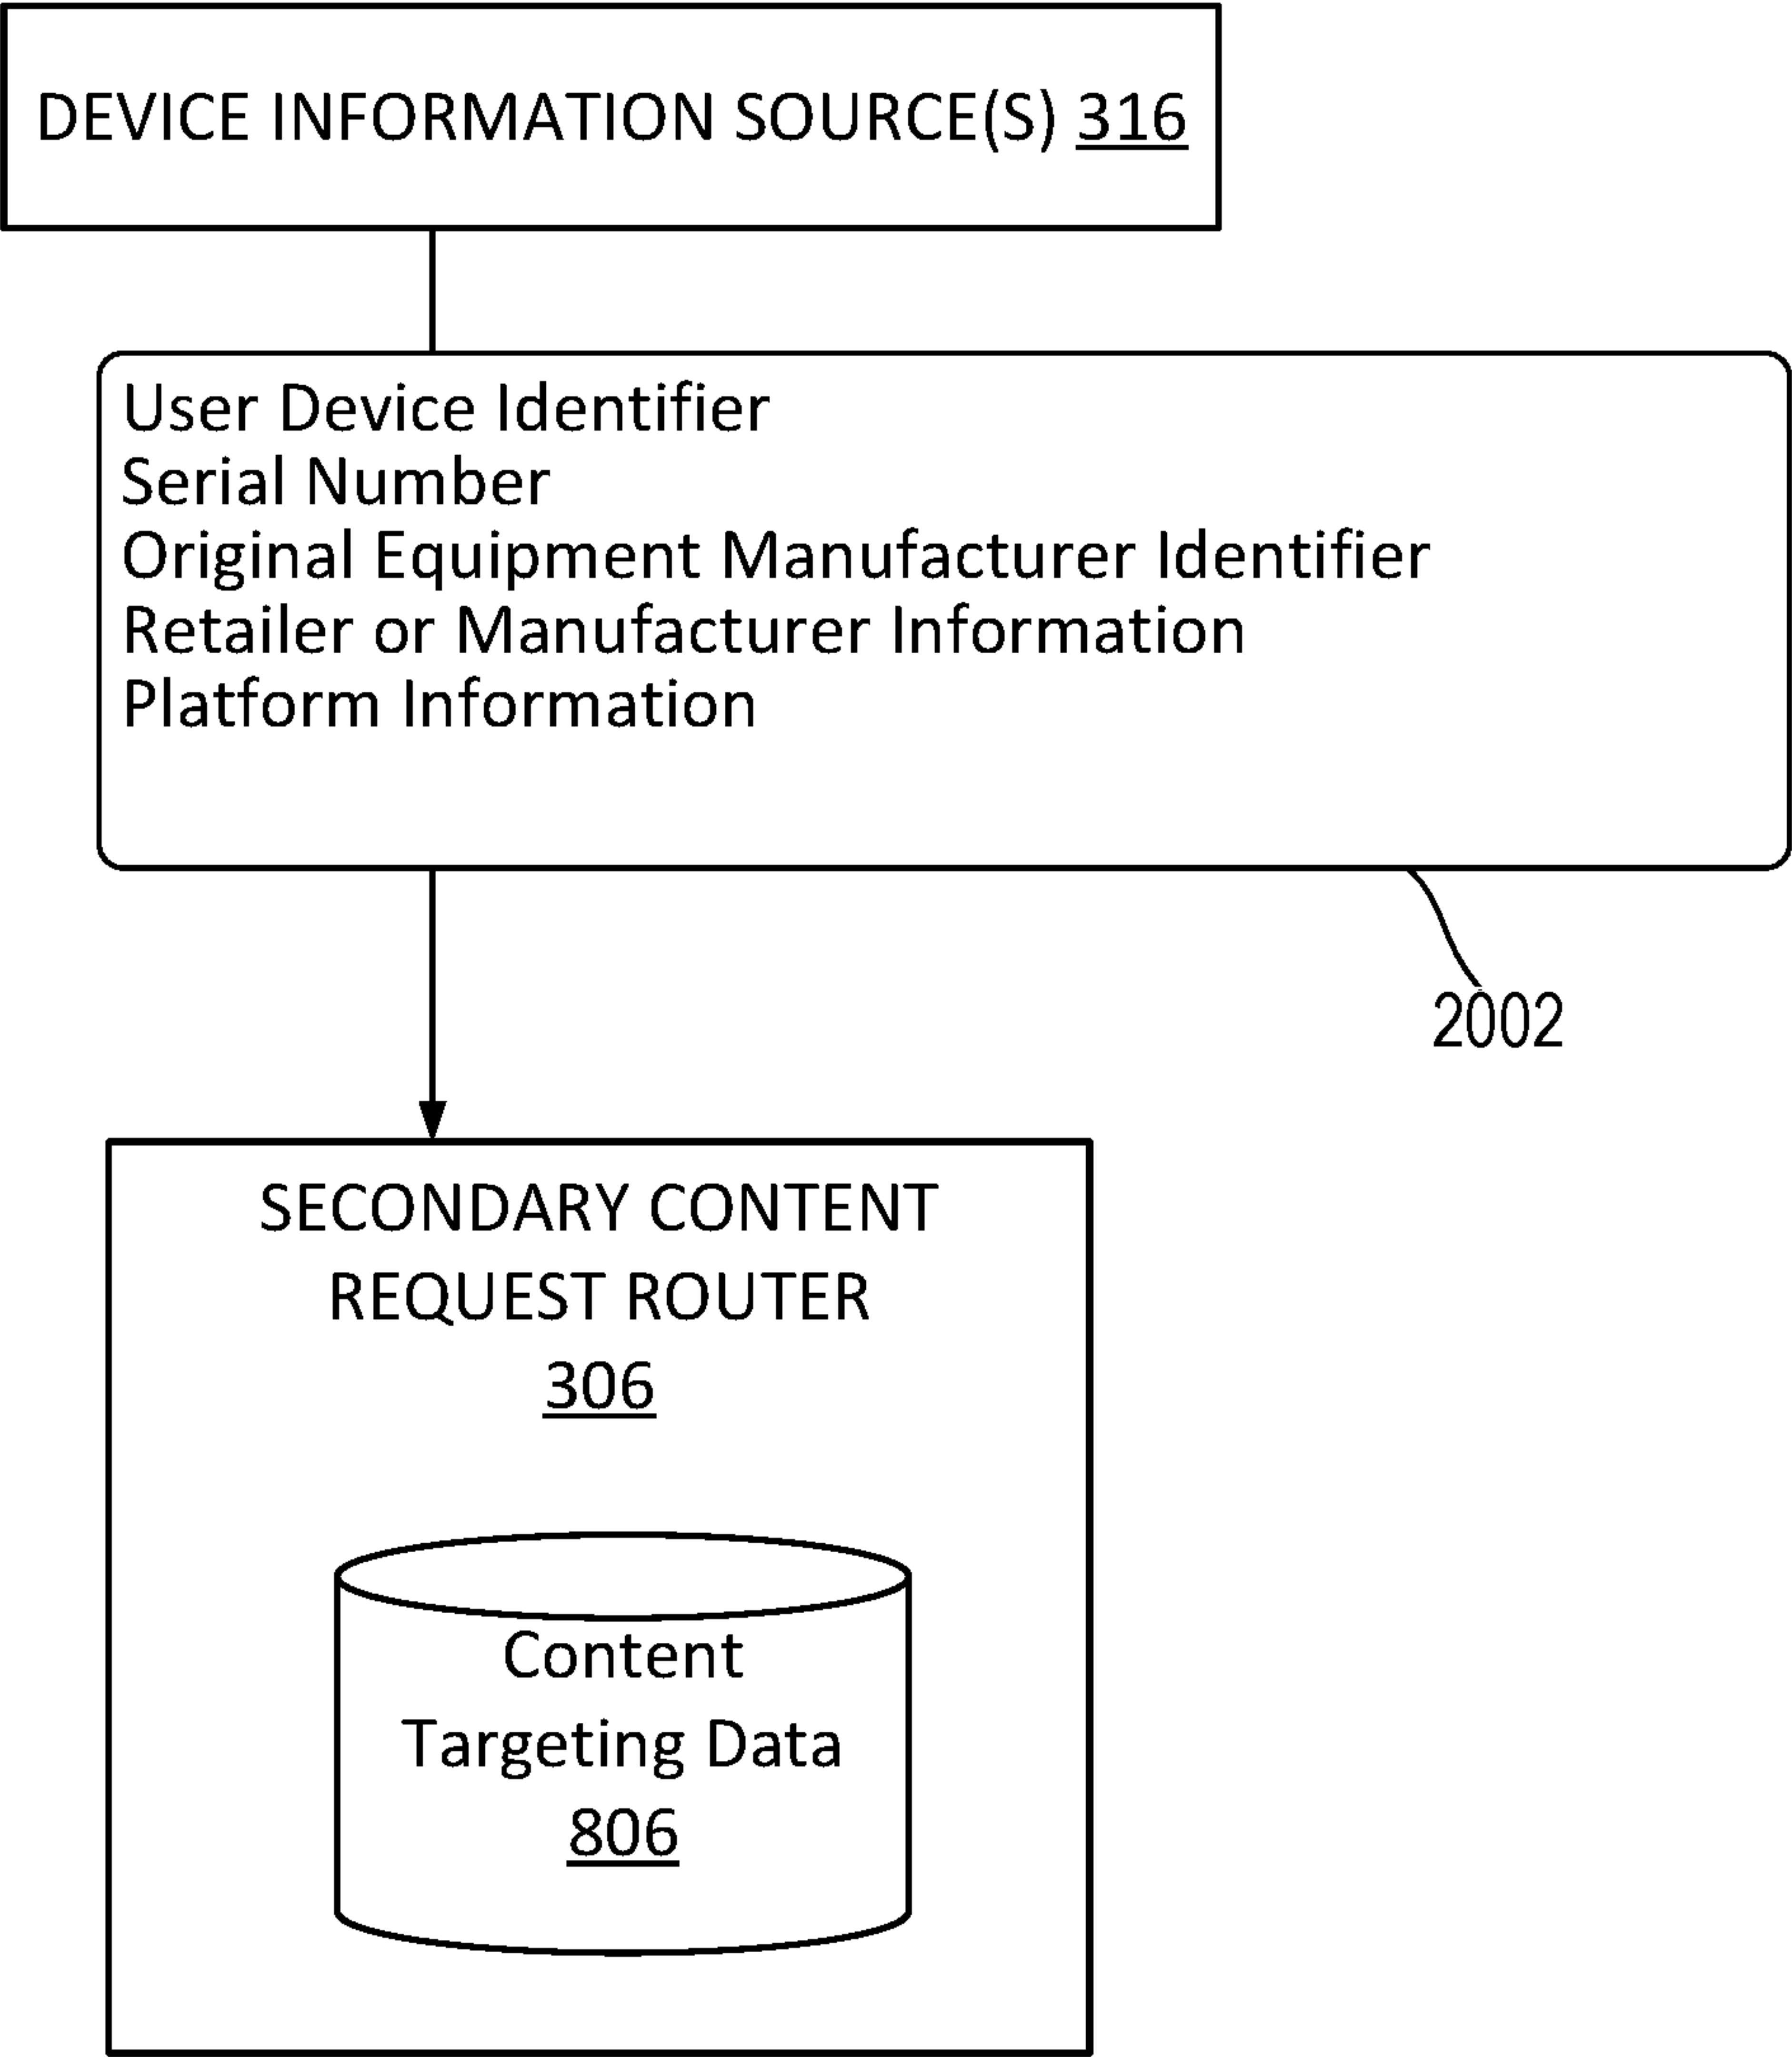 DEVICE INFORMATION SOURCE(S) 316
User Device Identifier
Serial Number
Original Equipment Manufacturer Identifier
Retailer or Manufacturer Information
Platform Information
2002
SECONDARY CONTENT
REQUEST ROUTER
306
Content
Targeting Data
806